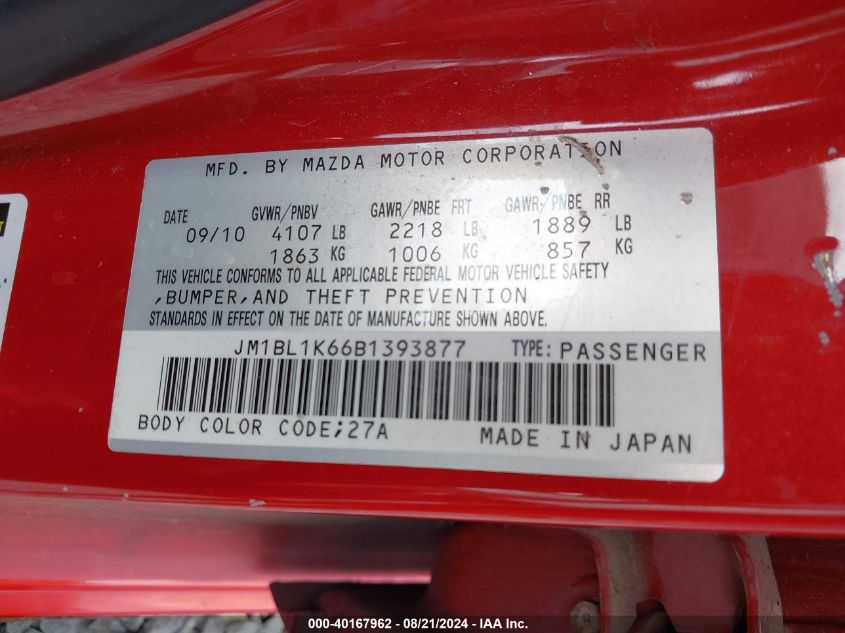 MFD. BY MAZDA MOTOR CORPORATION
DATE GVWR/PNBV GAWR/PNBE FRT GAWR/PNBE RR
09/10 4107 LB 2218 LB 1889 LB
1863 KG 1006 KG 857 KG
THIS VEHICLE CONFORMS TO ALL APPLICABLE FEDERAL MOTOR VEHICLE SAFETY
,BUMPER,AND THEFT PREVENTION
STANDARDS IN EFFECT ON THE DATE OF MANUFACTURE SHOWN ABOVE.
JM1BL1K66B1393877 TYPE: PASSENGER
BODY COLOR CODE;27A MADE IN JAPAN
000-40167962 - 08/21/2024 - IAA Inc.